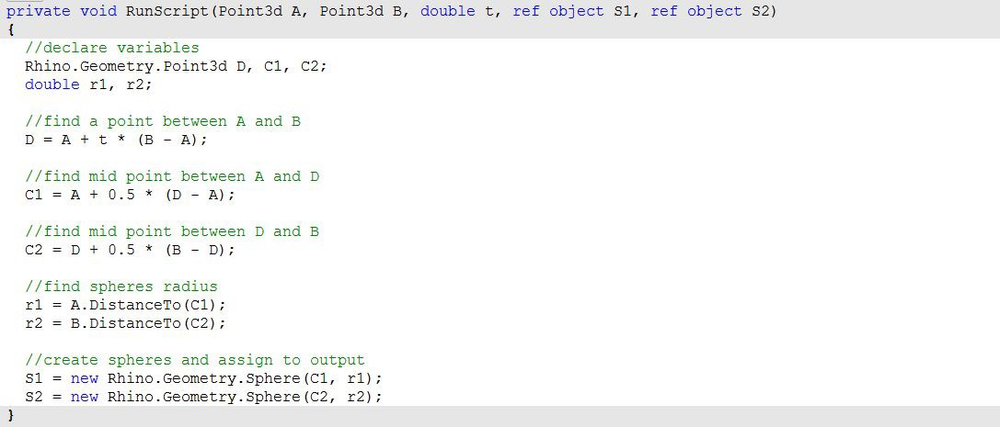 private void RunScript(Point3d A, Point3d B, double t, ref object S1, ref object S2)
{
//declare variables
Rhino.Geometry.Point3d D, C1, C2;
double r1, r2;
//find a point between A and B
D = A + t * (B - A);
//find mid point between A and D
C1 = A + 0.5 * (D - A);
//find mid point between D and B
C2 = D + 0.5 * (B - D);
//find spheres radius
r1 = A.DistanceTo(C1);
r2 = B.DistanceTo(C2);
//create spheres and assign to output
S1 = new Rhino.Geometry.Sphere(C1, r1);
S2 = new Rhino.Geometry.Sphere(C2, r2);
}